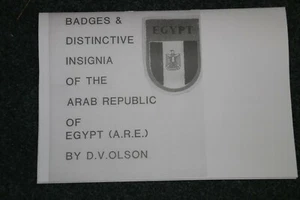 BADGES &
DISTINCTIVE
INSIGNIA
OF THE
ARAB REPUBLIC
OF
EGYPT (A.R.E.)
BY D.V.OLSON
EGYPT